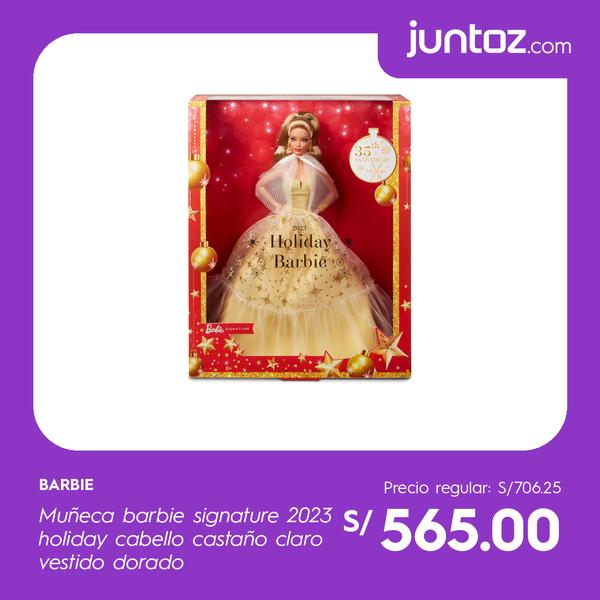 juntoz.com
35th
ANNIVERSARY
2023
Holiday
Barbie
Barbie SIGNATURE
BARBIE
Muñeca barbie signature 2023
holiday cabello castaño claro
vestido dorado
Precio regular: S/706.25
S/ 565.00